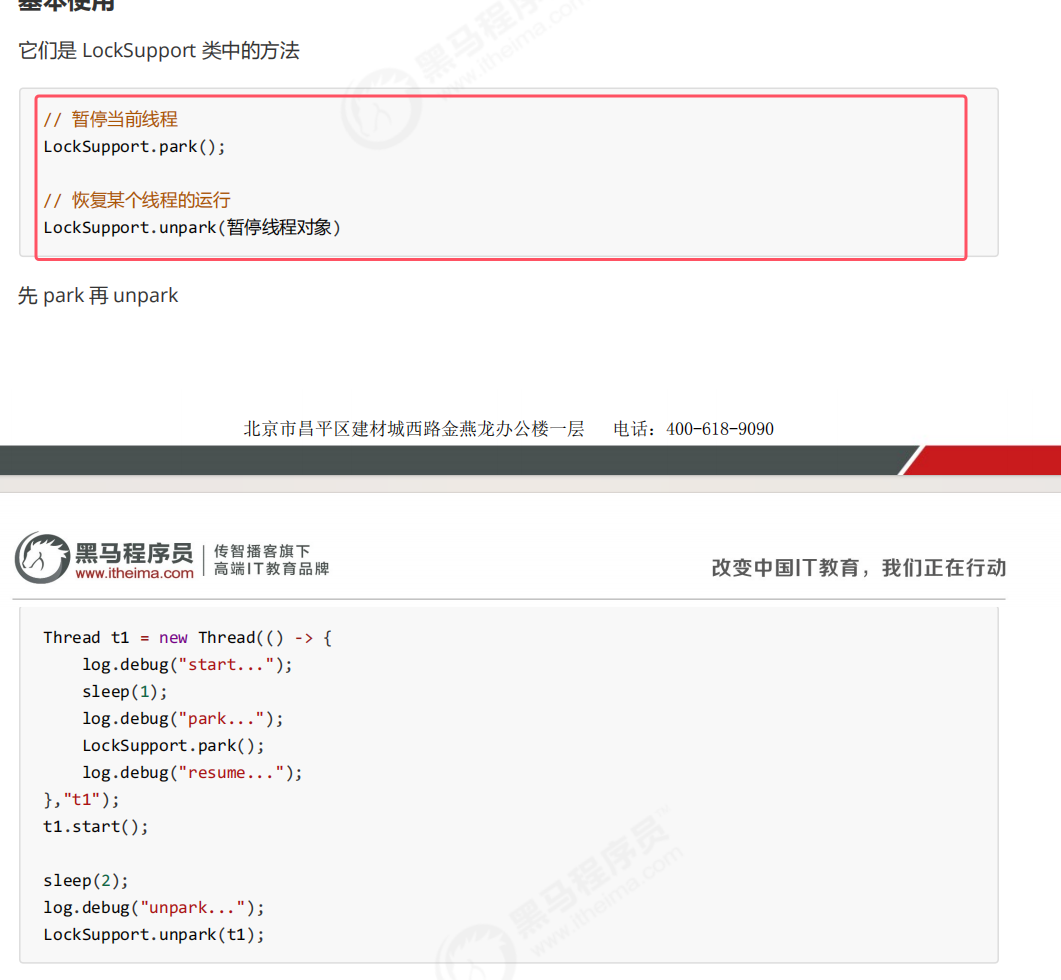 基本使用
它们是 LockSupport 类中的方法
// 暂停当前线程
LockSupport.park();
// 恢复某个线程的运行
LockSupport.unpark(暂停线程对象)
先 park 再 unpark
北京市昌平区建材城西路金燕龙办公楼一层 电话：400-618-9090
黑马程序员
www.itheima.com
传智播客旗下
高端IT教育品牌
改变中国IT教育，我们正在行动
Thread t1 = new Thread(() -> {
    log.debug("start...");
    sleep(1);
    log.debug("park...");
    LockSupport.park();
    log.debug("resume...");
},"t1");
t1.start();
sleep(2);
log.debug("unpark...");
LockSupport.unpark(t1);
黑马程序员™
www.itheima.com